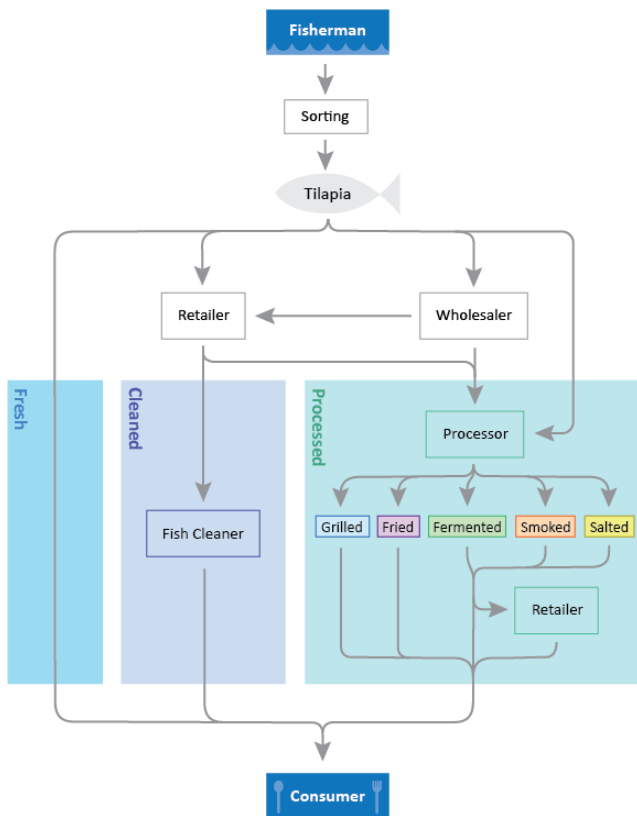 Fisherman
Sorting
Tilapia
Retailer
Wholesaler
Fresh
Cleaned
Processed
Processor
Grilled
Fried
Fermented
Smoked
Salted
Fish Cleaner
Retailer
Consumer